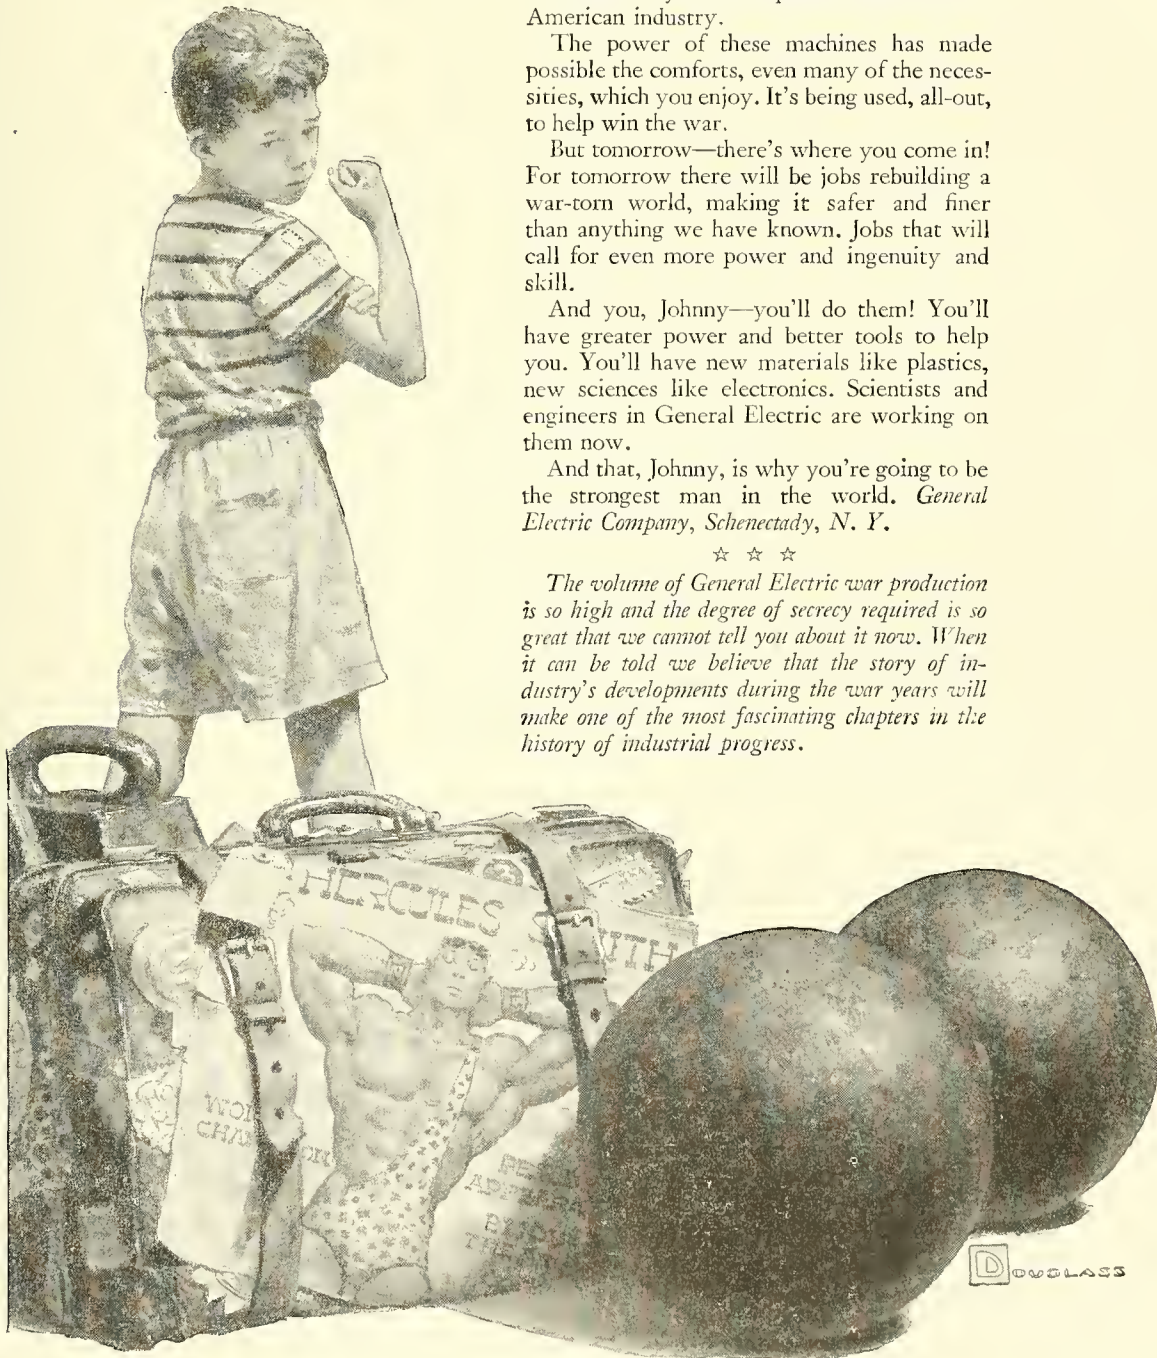 American industry.
The power of these machines has made
possible the comforts, even many of the neces-
sities, which you enjoy. It's being used, all-out,
to help win the war.
But tomorrow—there's where you come in!
For tomorrow there will be jobs rebuilding a
war-torn world, making it safer and finer
than anything we have known. Jobs that will
call for even more power and ingenuity and
skill.
And you, Johnny—you'll do them! You'll
have greater power and better tools to help
you. You'll have new materials like plastics,
new sciences like electronics. Scientists and
engineers in General Electric are working on
them now.
And that, Johnny, is why you're going to be
the strongest man in the world. General
Electric Company, Schenectady, N. Y.
☆ ☆ ☆
The volume of General Electric war production
is so high and the degree of secrecy required is so
great that we cannot tell you about it now. When
it can be told we believe that the story of in-
dustry's developments during the war years will
make one of the most fascinating chapters in the
history of industrial progress.
HERCULES
DOUGLASS